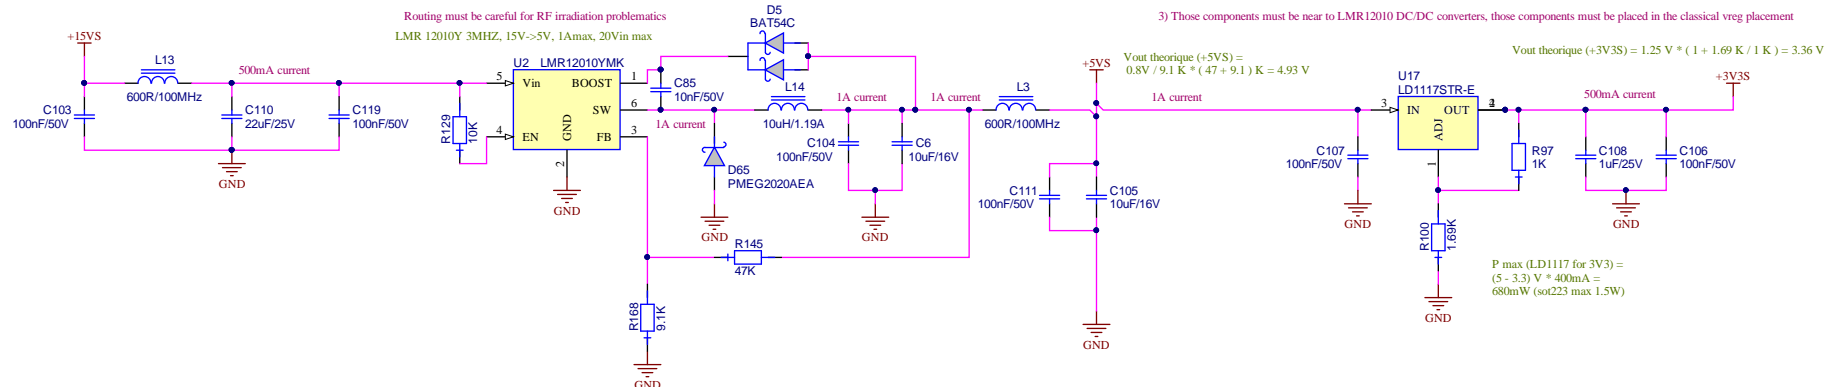 Routing must be careful for RF irradiation problematics
LMR 12010Y 3MHZ, 15V->5V, 1Amax, 20Vin max
3) Those components must be near to LMR12010 DC/DC converters, those components must be placed in the classical vreg placement
+15VS
L13
600R/100MHz
500mA current
C103
100nF/50V
C110
22uF/25V
C119
100nF/50V
GND
R129
10K
U2 LMR12010YMK
5
Vin
BOOST
1
SW
6
4
EN
FB
3
GND
2
GND
D5
BAT54C
C85
10nF/50V
1A current
L14
10uH/1.19A
1A current
D65
PMEG2020AEA
GND
C104
100nF/50V
C6
10uF/16V
GND
1A current
L3
600R/100MHz
R145
47K
R168
9.1K
GND
+5VS
Vout theorique (+5VS) =
0.8V / 9.1 K * ( 47 + 9.1 ) K = 4.93 V
1A current
C111
100nF/50V
C105
10uF/16V
GND
C107
100nF/50V
GND
U17
LD1117STR-E
3
IN
OUT
ADJ
1
Vout theorique (+3V3S) = 1.25 V * ( 1 + 1.69 K / 1 K ) = 3.36 V
+3V3S
500mA current
R97
1K
C108
1uF/25V
C106
100nF/50V
GND
R100
1.69K
GND
P max (LD1117 for 3V3) =
(5 - 3.3) V * 400mA =
680mW (sot223 max 1.5W)